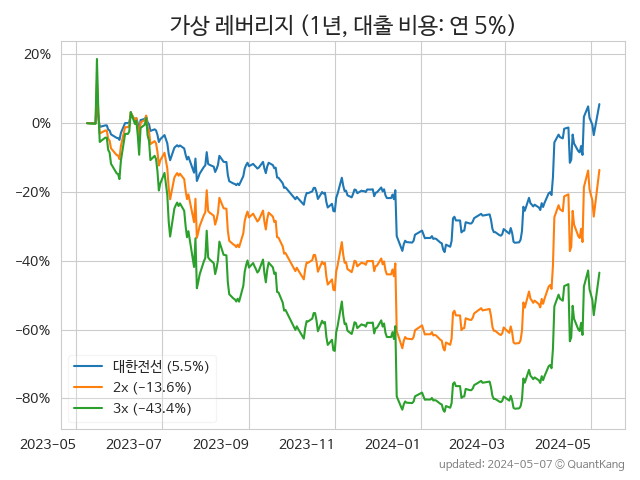 가상 레버리지 (1년, 대출 비용: 연 5%)
20%
0%
−20%
−40%
−60%
−80%
대한전선 (5.5%)
2x (−13.6%)
3x (−43.4%)
2023-05 2023-07 2023-09 2023-11 2024-01 2024-03 2024-05
updated: 2024-05-07 © QuantKang